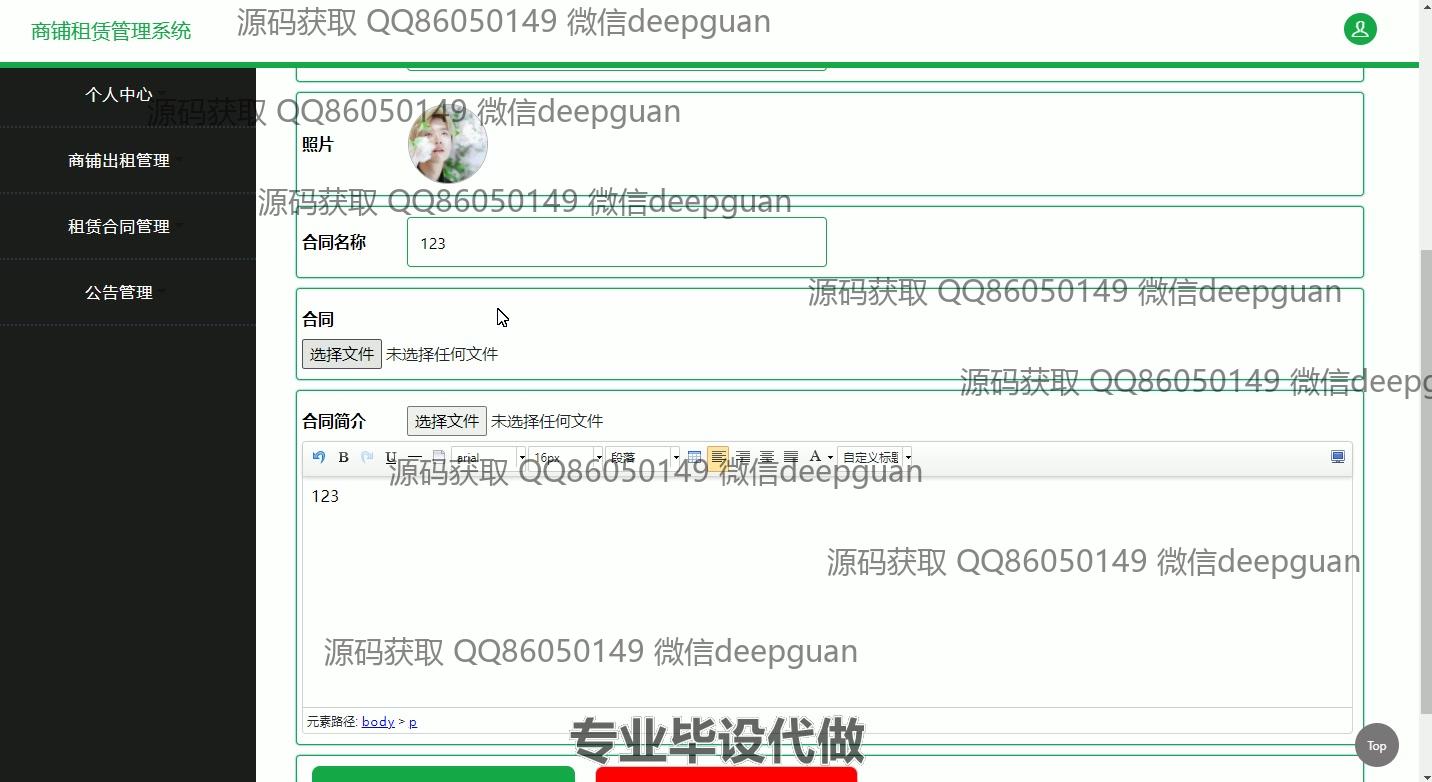 商铺租赁管理系统
源码获取 QQ86050149 微信deepguan
个人中心
源码获取 QQ86050149 微信deepguan
照片
商铺出租管理
源码获取 QQ86050149 微信deepguan
租赁合同管理
合同名称 123
公告管理
源码获取 QQ86050149 微信deepguan
合同
选择文件 未选择任何文件
源码获取 QQ86050149 微信deepg
合同简介 选择文件 未选择任何文件
B U arial 16px 段落 A 自定义标题
源码获取 QQ86050149 微信deepguan
123
源码获取 QQ86050149 微信deepguan
源码获取 QQ86050149 微信deepguan
元素路径: body > p
专业毕设代做
Top